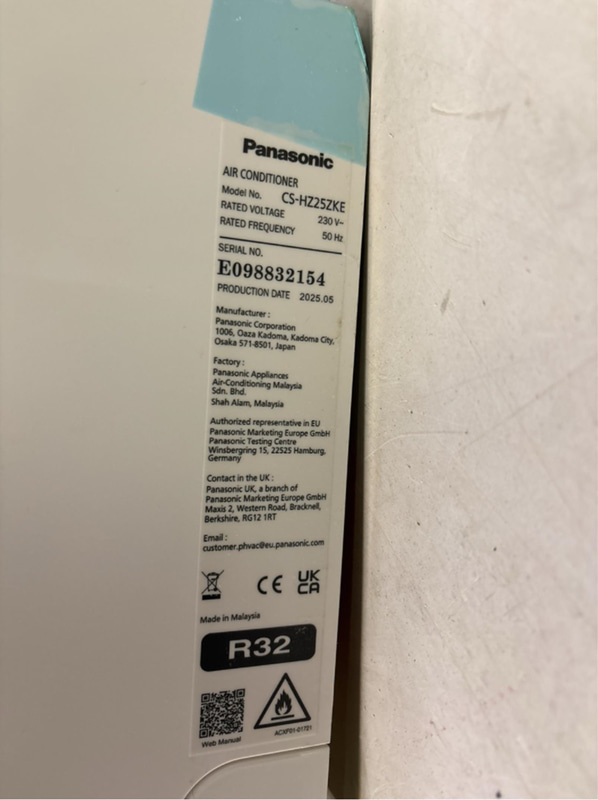 Panasonic
AIR CONDITIONER
Model No. CS-HZ25ZKE
RATED VOLTAGE 230 V~
RATED FREQUENCY 50 Hz
SERIAL NO.
E098832154
PRODUCTION DATE 2025.05
Manufacturer :
Panasonic Corporation
1006, Oaza Kadoma, Kadoma City,
Osaka 571-8501, Japan
Factory :
Panasonic Appliances
Air-Conditioning Malaysia
Sdn. Bhd.
Shah Alam, Malaysia
Authorized representative in EU
Panasonic Marketing Europe GmbH
Panasonic Testing Centre
Winsbergring 15, 22525 Hamburg,
Germany
Contact in the UK :
Panasonic UK, a branch of
Panasonic Marketing Europe GmbH
Maxis 2, Western Road, Bracknell,
Berkshire, RG12 1RT
Email :
customer.phvac@eu.panasonic.com
CE UK
CA
Made in Malaysia
R32
Web Manual
ACXF01-01721